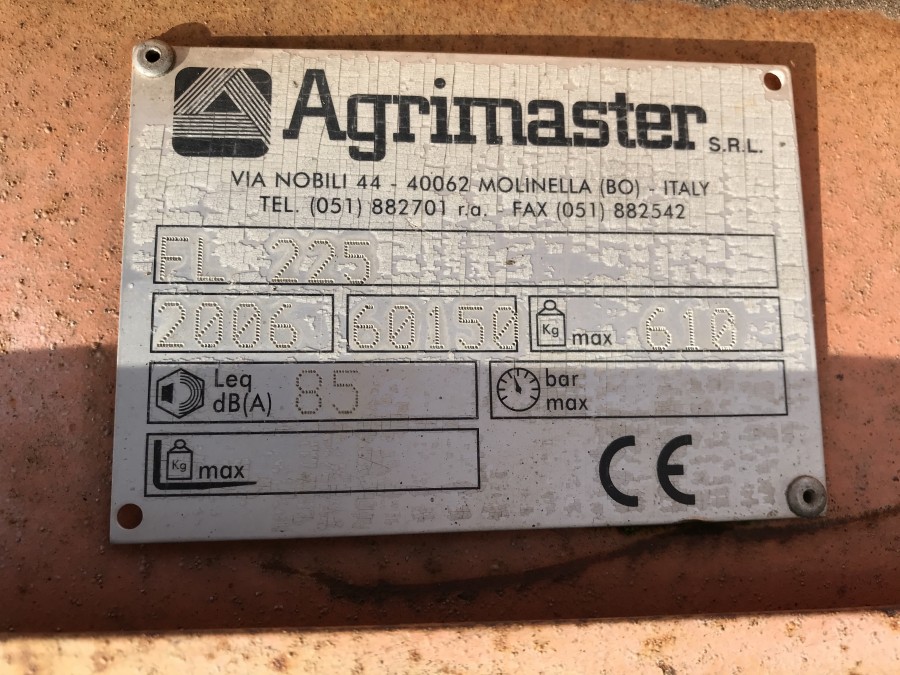 Agrimaster S.R.L.
VIA NOBILI 44 - 40062 MOLINELLA (BO) - ITALY
TEL. (051) 882701 r.a. - FAX (051) 882542
FL 225
2006 60150 Kg max 610
Leq dB(A) 85 bar max
Kg max
CE